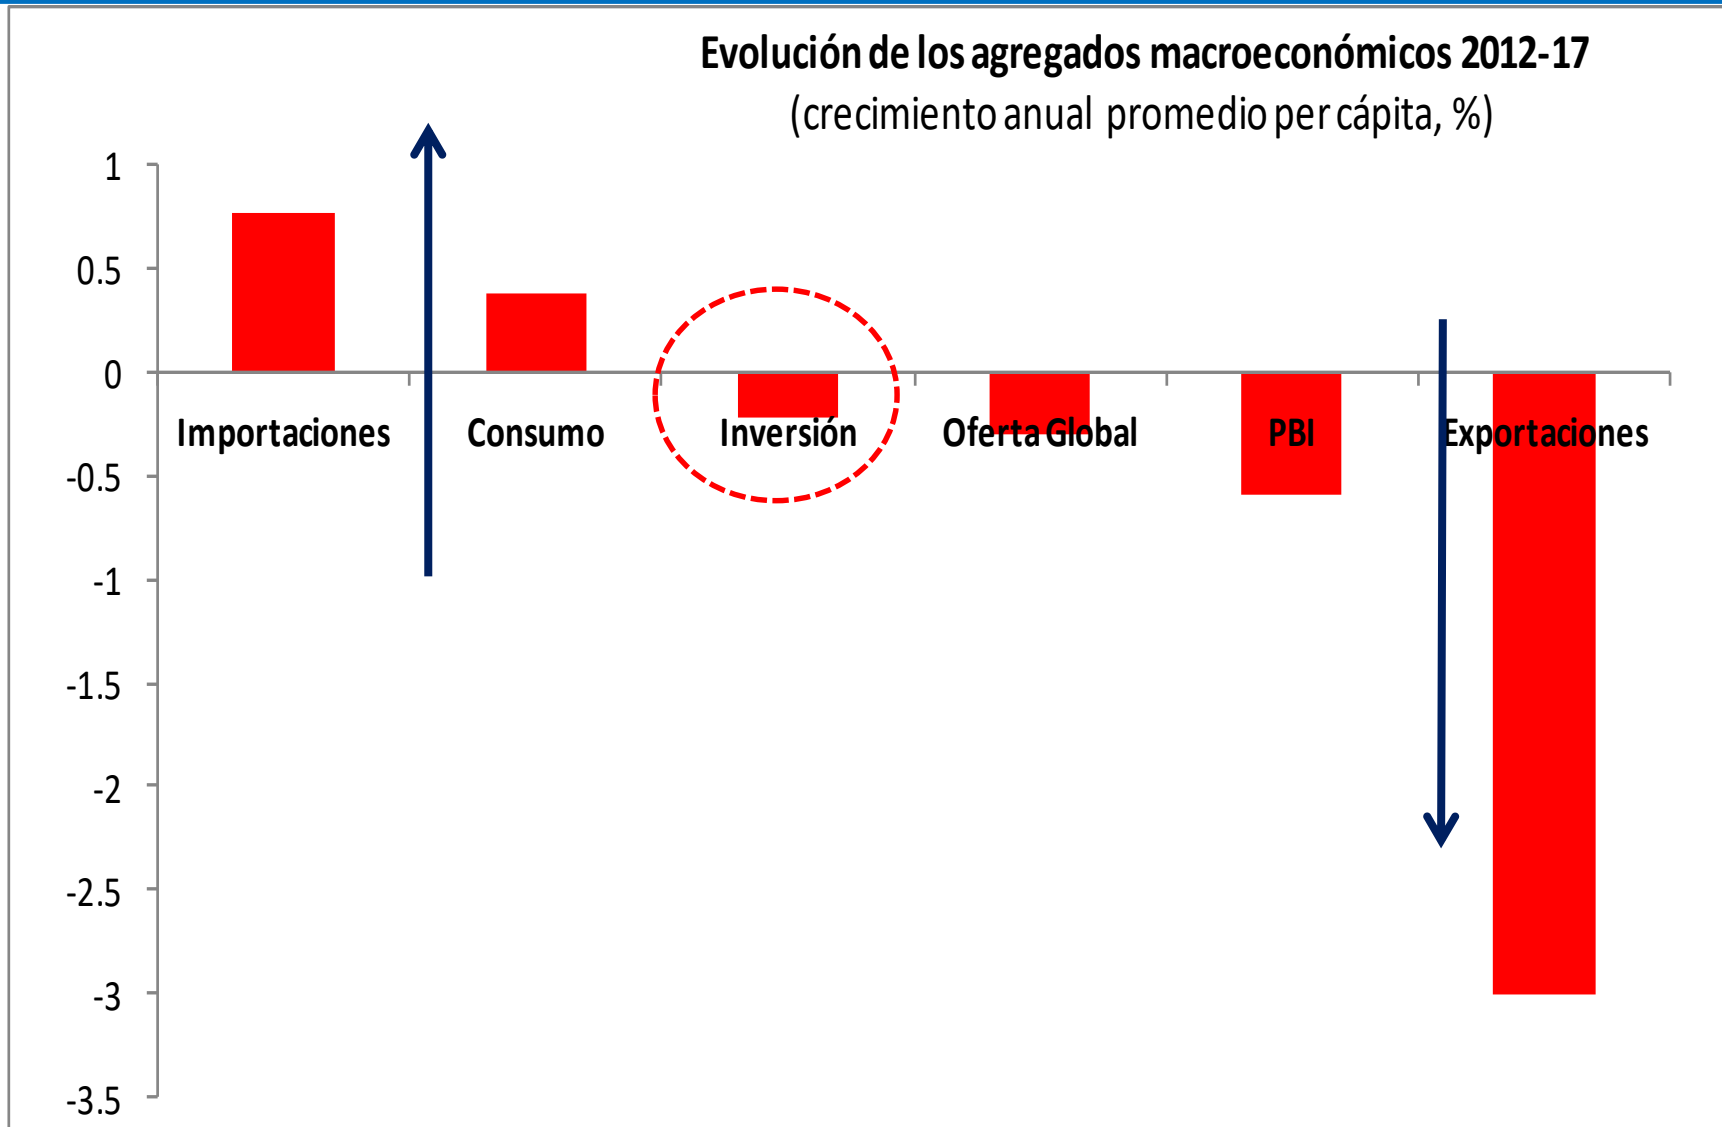 Evolución de los agregados macroeconómicos 2012-17
(crecimiento anual promedio per cápita, %)
1
0.5
0
-0.5
-1
-1.5
-2
-2.5
-3
-3.5
Importaciones
Consumo
Inversión
Oferta Global
PBI
Exportaciones